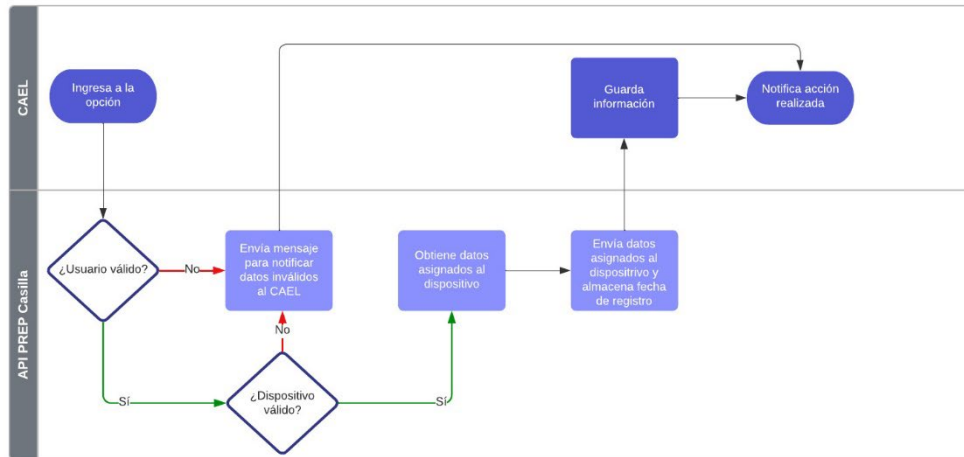 CAEL
Ingresa a la
opción
Guarda
información
Notifica acción
realizada
API PREP Casilla
¿Usuario válido?
No
Envía mensaje
para notificar
datos inválidos
al CAEL
Obtiene datos
asignados al
dispositivo
Envía datos
asignados al
dispositrivo y
almacena fecha
de registro
No
Sí
¿Dispositivo
válido?
Sí